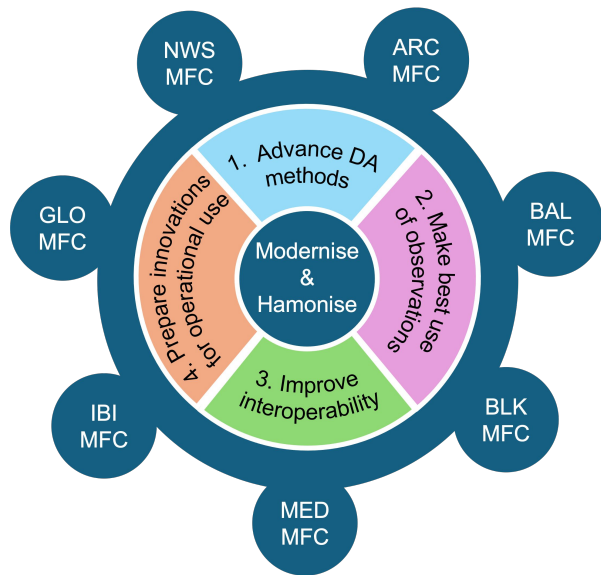 NWS
MFC
ARC
MFC
1. Advance DA
methods
2. Make best use
of observations
4. Prepare innovations
for operational use
GLO
MFC
BAL
MFC
Modernise
&
Hamonise
3. Improve
interoperability
IBI
MFC
BLK
MFC
MED
MFC